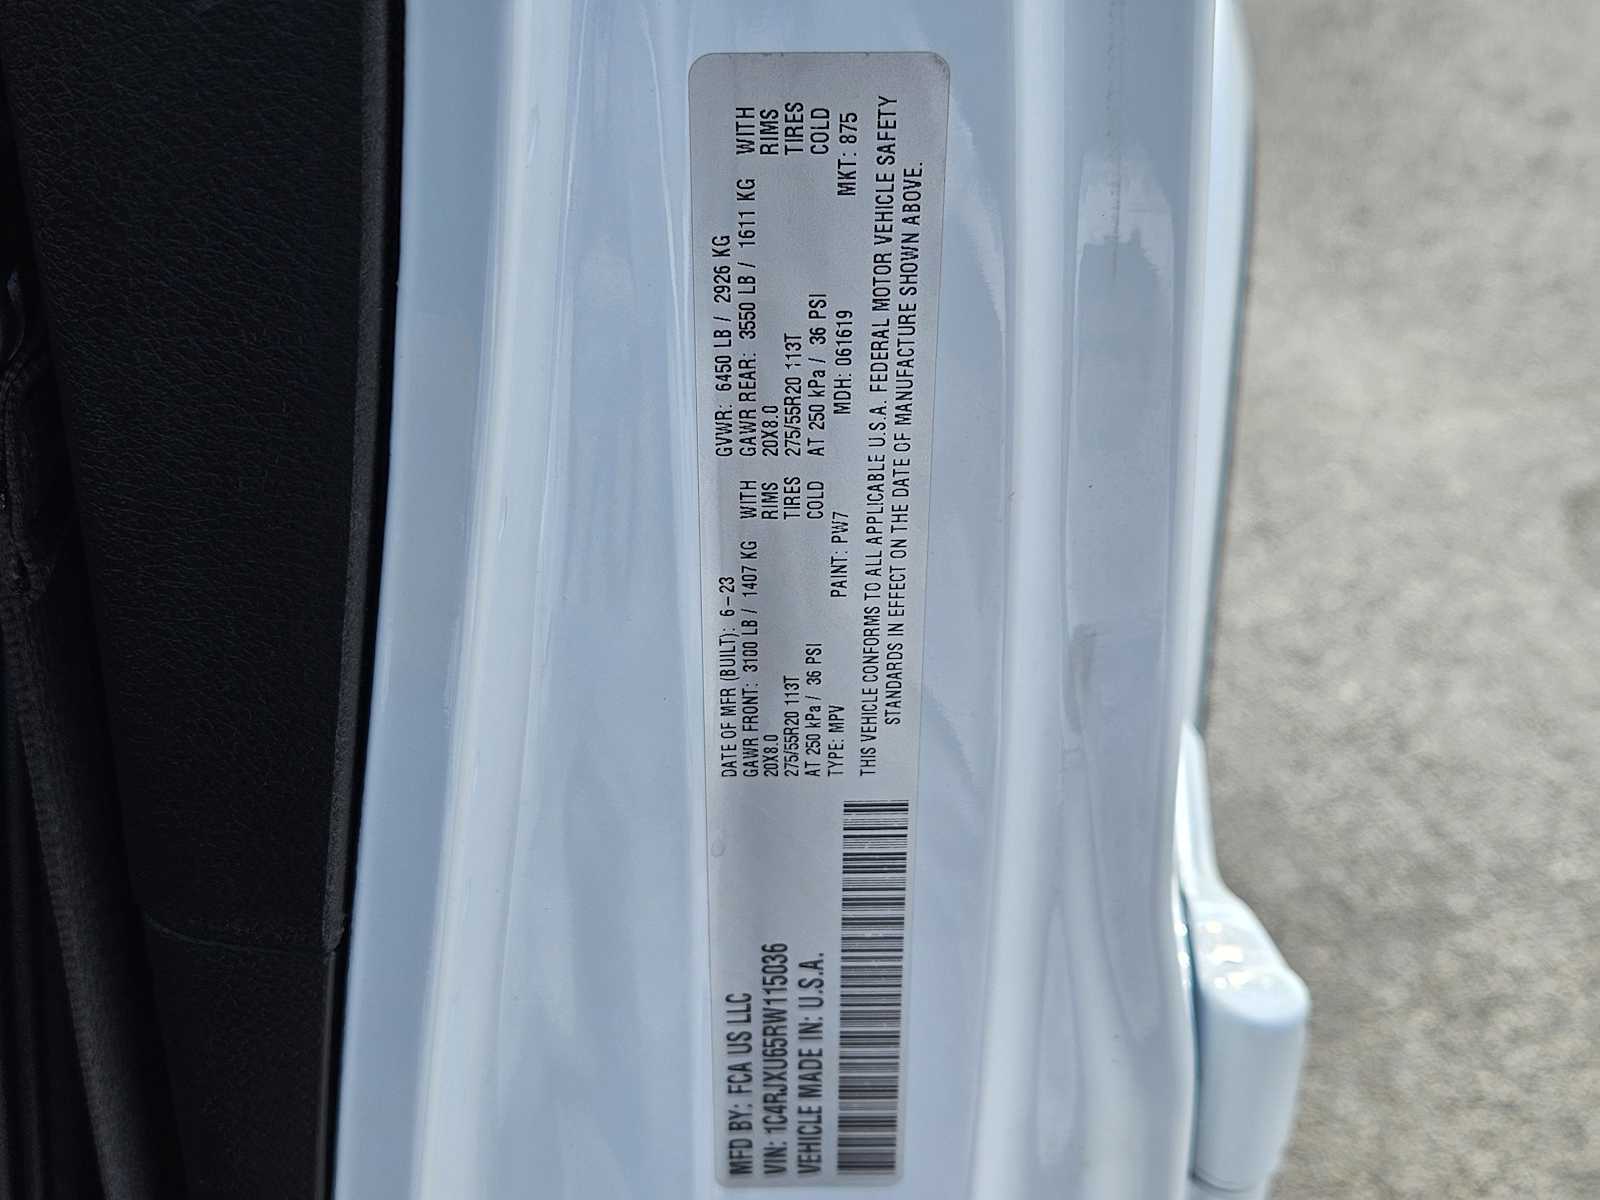 MFD BY: FCA US LLC
VIN: 1C4RJXU65RW115036
VEHICLE MADE IN: U.S.A.
DATE OF MFR (BUILT): 6-23 GVWR: 6450 LB / 2926 KG
GAWR FRONT: 3100 LB / 1407 KG WITH GAWR REAR: 3550 LB / 1611 KG WITH
20X8.0 RIMS 20X8.0 RIMS
275/55R20 113T TIRES 275/55R20 113T TIRES
AT 250 kPa / 36 PSI COLD AT 250 kPa / 36 PSI COLD
TYPE: MPV PAINT: PW7 MDH: 061619 MKT: 875
THIS VEHICLE CONFORMS TO ALL APPLICABLE U.S.A. FEDERAL MOTOR VEHICLE SAFETY
STANDARDS IN EFFECT ON THE DATE OF MANUFACTURE SHOWN ABOVE.